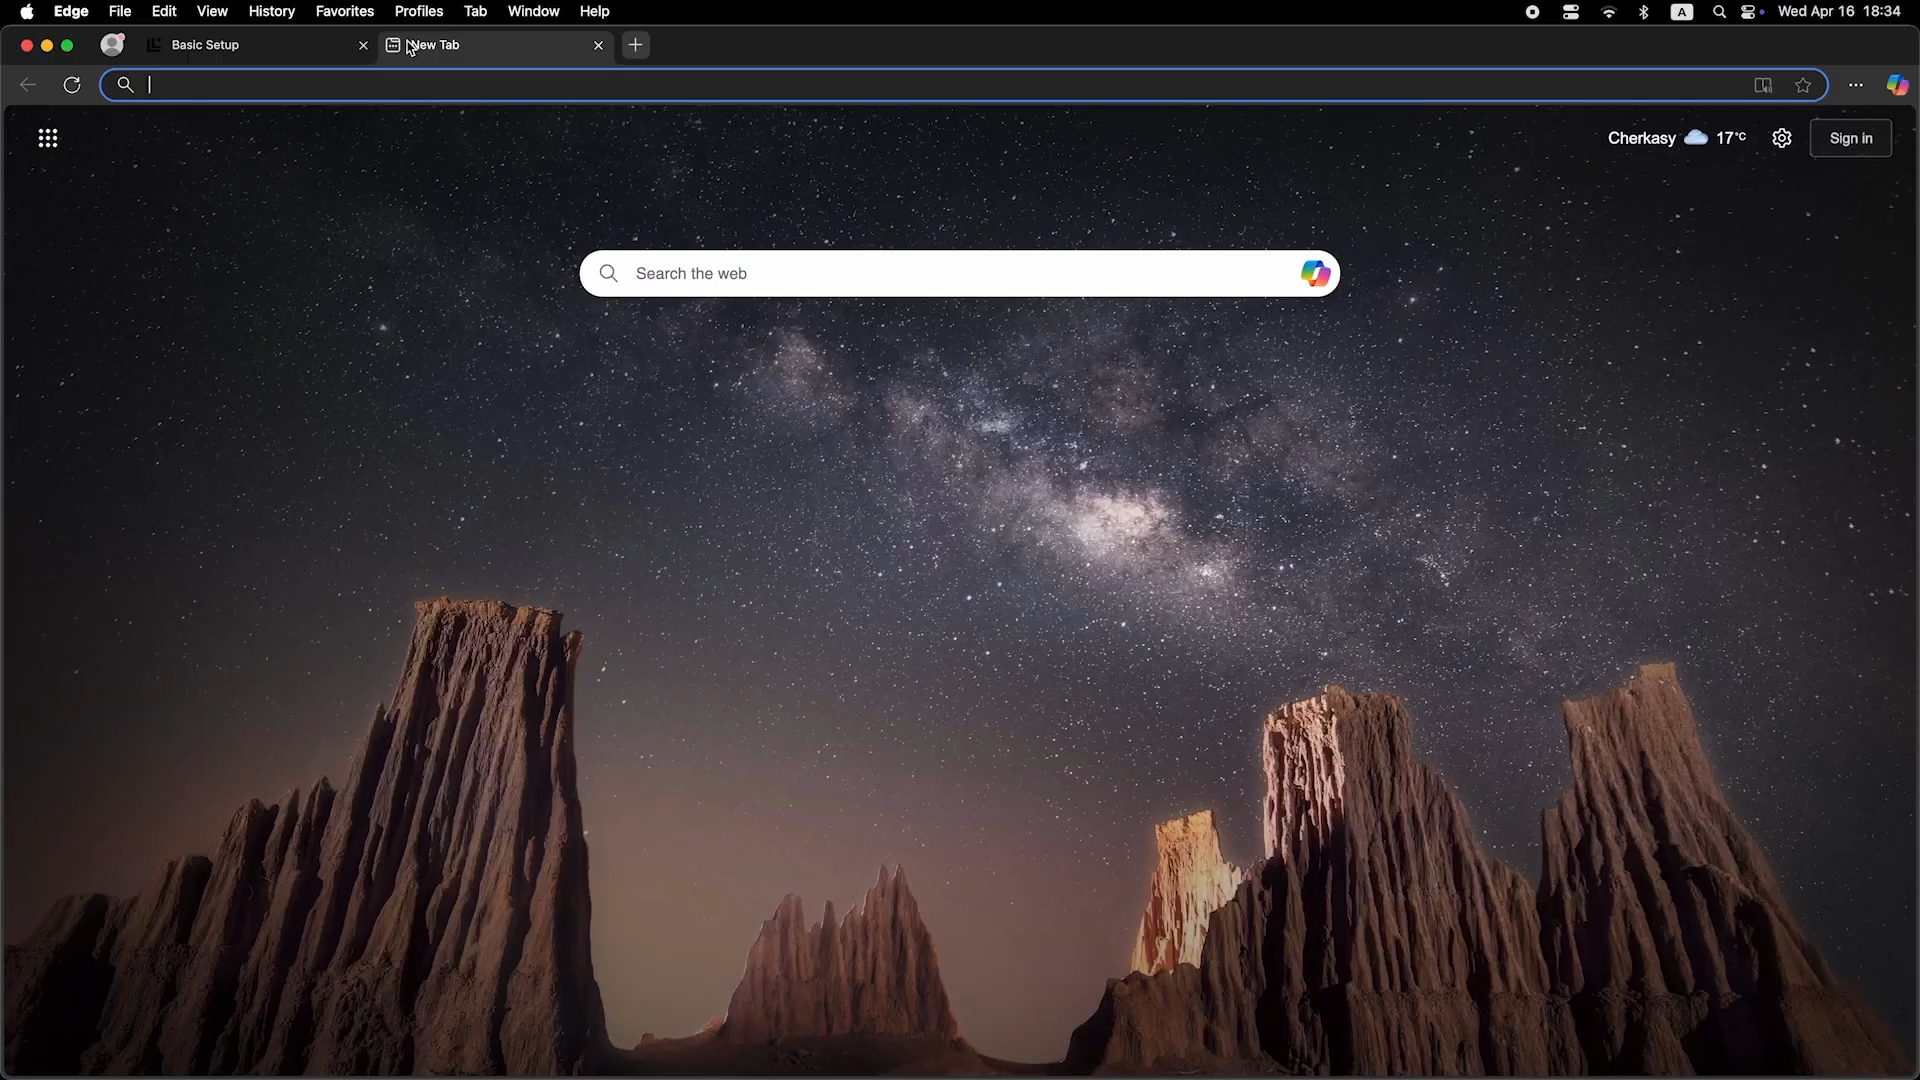 Edge File Edit View History Favorites Profiles Tab Window Help A Wed Apr 16 18:34
Basic Setup New Tab
Cherkasy 17°C Sign in
Search the web